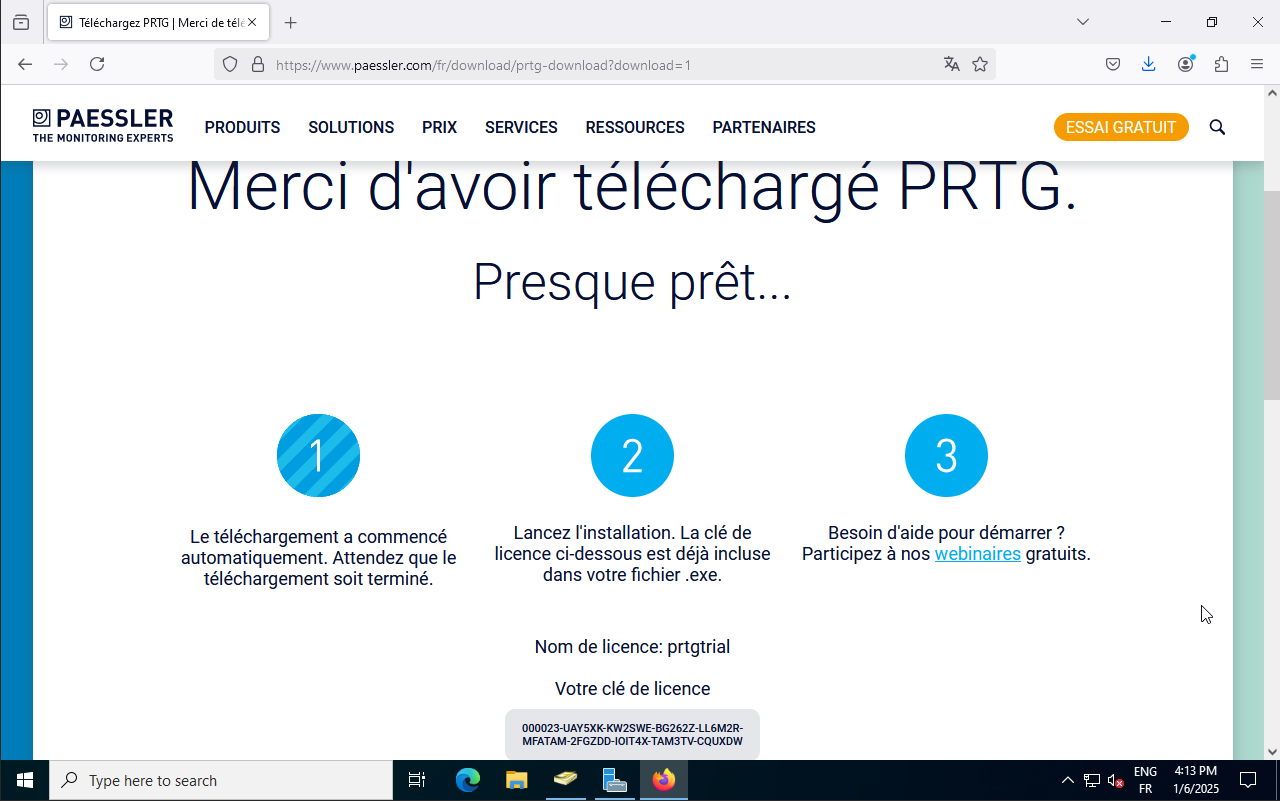 Téléchargez PRTG | Merci de télé
https://www.paessler.com/fr/download/prtg-download?download=1
PAESSLER
THE MONITORING EXPERTS
PRODUITS
SOLUTIONS
PRIX
SERVICES
RESSOURCES
PARTENAIRES
ESSAI GRATUIT
Merci d'avoir téléchargé PRTG.
Presque prêt...
1
2
3
Le téléchargement a commencé
automatiquement. Attendez que le
téléchargement soit terminé.
Lancez l'installation. La clé de
licence ci-dessous est déjà incluse
dans votre fichier .exe.
Besoin d'aide pour démarrer ?
Participez à nos webinaires gratuits.
Nom de licence: prtgtrial
Votre clé de licence
000023-UAY5XK-KW2SWE-BG262Z-LL6M2R-
MFATAM-2FGZDD-IOIT4X-TAM3TV-CQUXDW
Type here to search
ENG
FR
4:13 PM
1/6/2025